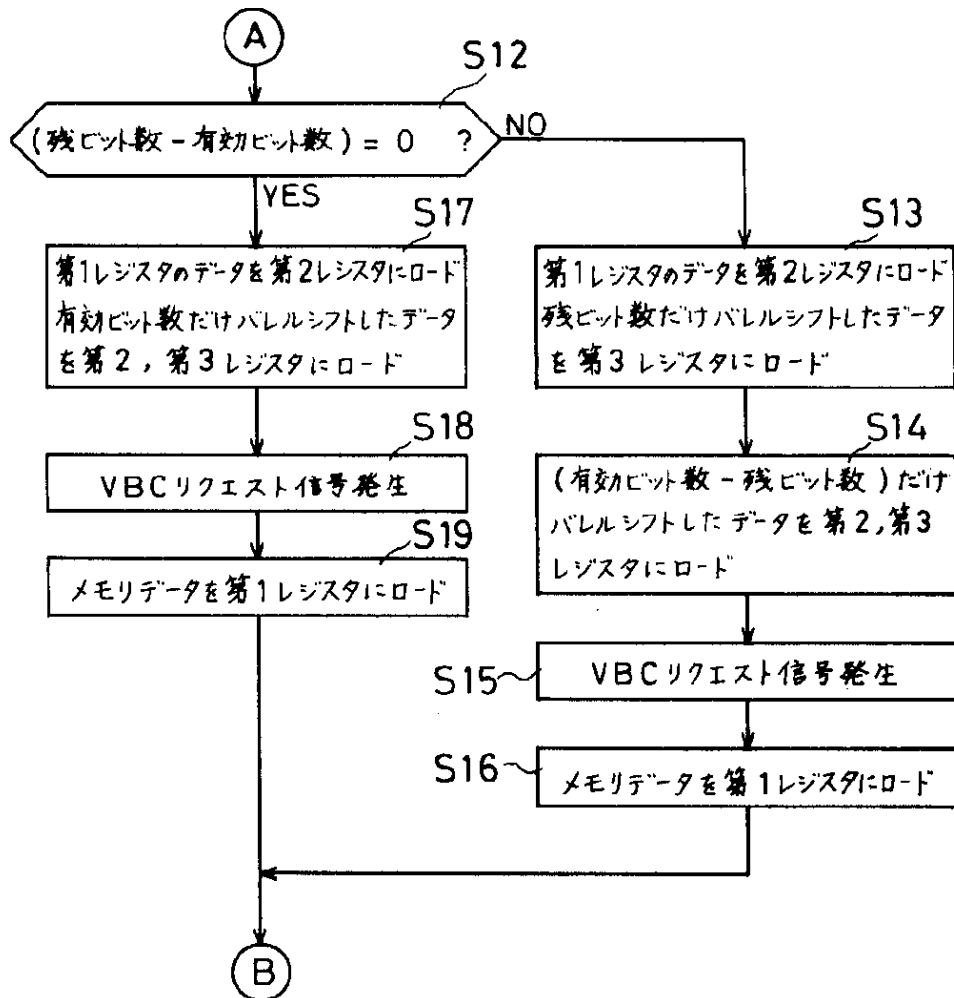 A
S12
(残ビット数-有効ビット数) = 0 ?
NO
YES
S17
第1レジスタのデータを第2レジスタにロード
有効ビット数だけバレルシフトしたデータ
を第2,第3レジスタにロード
S18
VBCリクエスト信号発生
S19
メモリデータを第1レジスタにロード
S13
第1レジスタのデータを第2レジスタにロード
残ビット数だけバレルシフトしたデータ
を第3レジスタにロード
S14
(有効ビット数-残ビット数)だけ
バレルシフトしたデータを第2,第3
レジスタにロード
S15
VBCリクエスト信号発生
S16
メモリデータを第1レジスタにロード
B